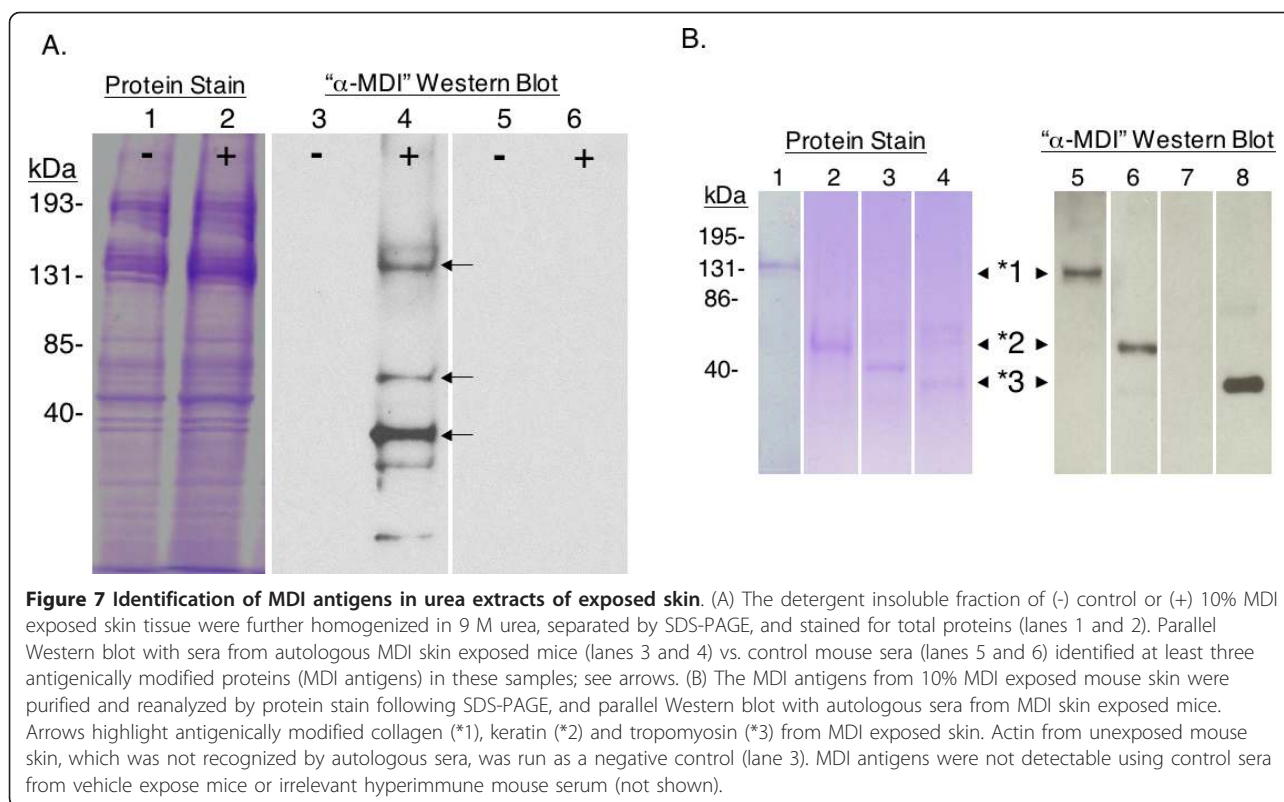 A.
Protein Stain
"α-MDI" Western Blot
1 2 3 4 5 6
- + - + - +
kDa
193-
131-
85-
40-
B.
Protein Stain
"α-MDI" Western Blot
1 2 3 4 5 6 7 8
kDa
195-
131-
86-
40-
*1
*2
*3
Figure 7 Identification of MDI antigens in urea extracts of exposed skin. (A) The detergent insoluble fraction of (-) control or (+) 10% MDI
exposed skin tissue were further homogenized in 9 M urea, separated by SDS-PAGE, and stained for total proteins (lanes 1 and 2). Parallel
Western blot with sera from autologous MDI skin exposed mice (lanes 3 and 4) vs. control mouse sera (lanes 5 and 6) identified at least three
antigenically modified proteins (MDI antigens) in these samples; see arrows. (B) The MDI antigens from 10% MDI exposed mouse skin were
purified and reanalyzed by protein stain following SDS-PAGE, and parallel Western blot with autologous sera from MDI skin exposed mice.
Arrows highlight antigenically modified collagen (*1), keratin (*2) and tropomyosin (*3) from MDI exposed skin. Actin from unexposed mouse
skin, which was not recognized by autologous sera, was run as a negative control (lane 3). MDI antigens were not detectable using control sera
from vehicle expose mice or irrelevant hyperimmune mouse serum (not shown).